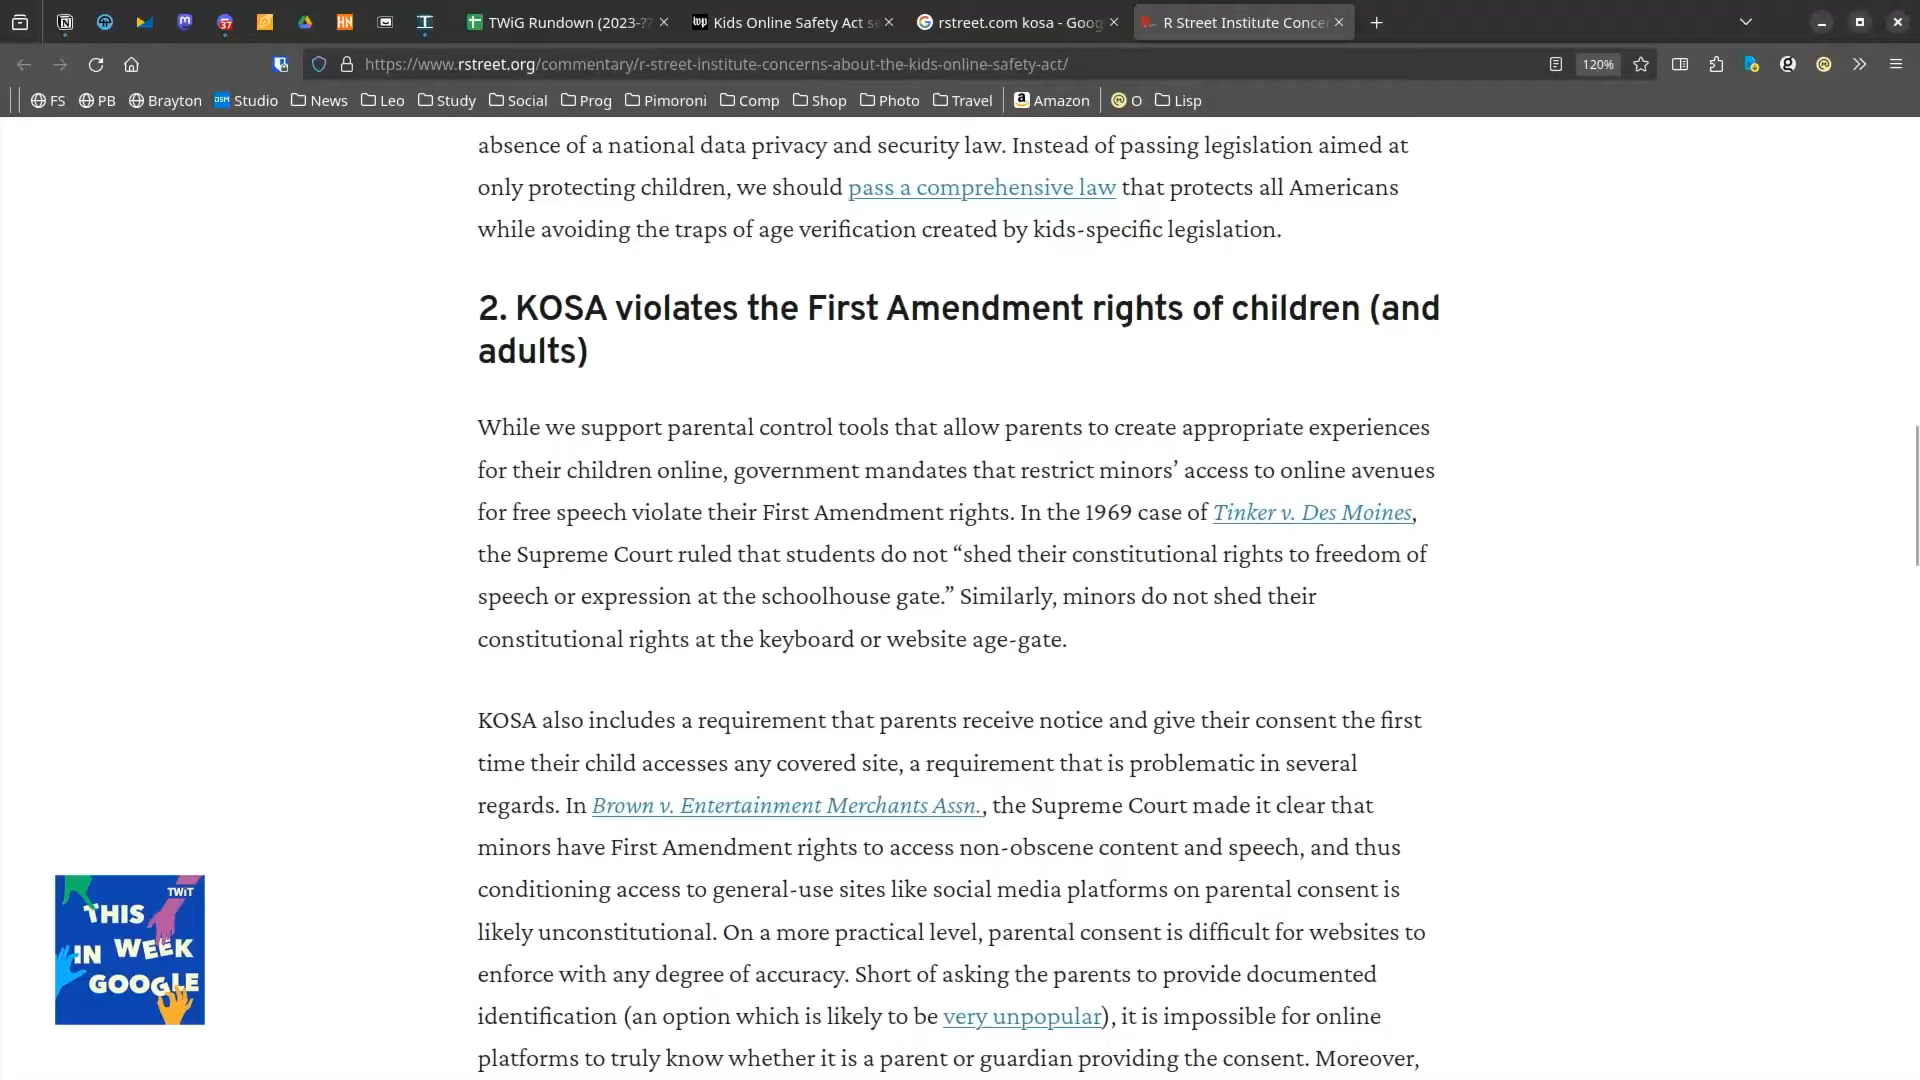 TWiG Rundown (2023-??
Kids Online Safety Act se
rstreet.com kosa - Goog
R Street Institute Concer
https://www.rstreet.org/commentary/r-street-institute-concerns-about-the-kids-online-safety-act/
120%
FS PB Brayton Studio News Leo Study Social Prog Pimoroni Comp Shop Photo Travel Amazon O Lisp
absence of a national data privacy and security law. Instead of passing legislation aimed at
only protecting children, we should pass a comprehensive law that protects all Americans
while avoiding the traps of age verification created by kids-specific legislation.
2. KOSA violates the First Amendment rights of children (and
adults)
While we support parental control tools that allow parents to create appropriate experiences
for their children online, government mandates that restrict minors’ access to online avenues
for free speech violate their First Amendment rights. In the 1969 case of Tinker v. Des Moines,
the Supreme Court ruled that students do not “shed their constitutional rights to freedom of
speech or expression at the schoolhouse gate.” Similarly, minors do not shed their
constitutional rights at the keyboard or website age-gate.
KOSA also includes a requirement that parents receive notice and give their consent the first
time their child accesses any covered site, a requirement that is problematic in several
regards. In Brown v. Entertainment Merchants Assn., the Supreme Court made it clear that
minors have First Amendment rights to access non-obscene content and speech, and thus
conditioning access to general-use sites like social media platforms on parental consent is
likely unconstitutional. On a more practical level, parental consent is difficult for websites to
enforce with any degree of accuracy. Short of asking the parents to provide documented
identification (an option which is likely to be very unpopular), it is impossible for online
platforms to truly know whether it is a parent or guardian providing the consent. Moreover,
TWiT
THIS
IN WEEK
GOOGLE